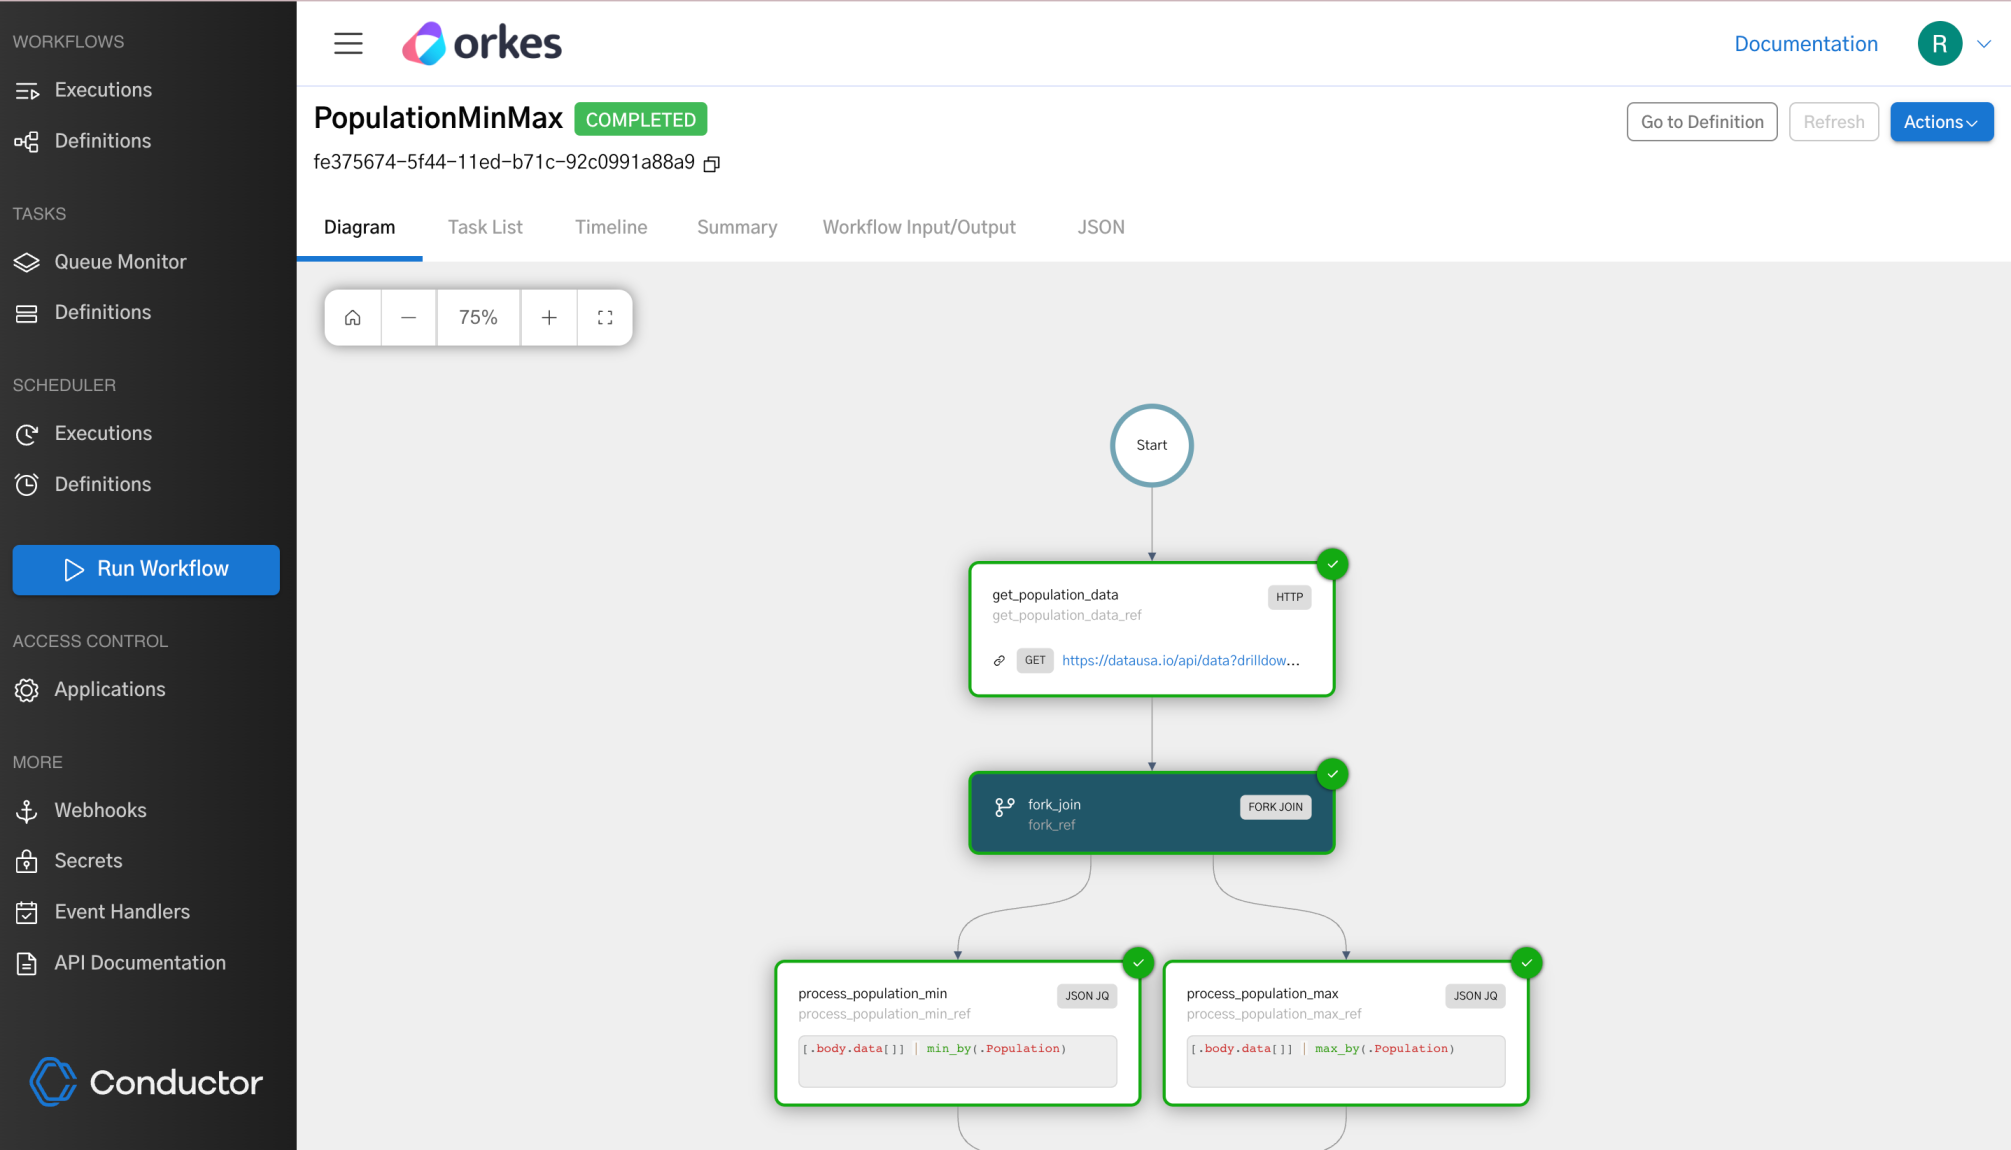 WORKFLOWS
Executions
Definitions
TASKS
Queue Monitor
Definitions
SCHEDULER
Executions
Definitions
Run Workflow
ACCESS CONTROL
Applications
MORE
Webhooks
Secrets
Event Handlers
API Documentation
Conductor
orkes
Documentation
R
PopulationMinMax COMPLETED
fe375674-5f44-11ed-b71c-92c0991a88a9
Go to Definition Refresh Actions
Diagram Task List Timeline Summary Workflow Input/Output JSON
75%
Start
get_population_data HTTP
get_population_data_ref
GET https://datausa.io/api/data?drilldow...
fork_join FORK JOIN
fork_ref
process_population_min JSON JQ
process_population_min_ref
[.body.data[]] | min_by(.Population)
process_population_max JSON JQ
process_population_max_ref
[.body.data[]] | max_by(.Population)